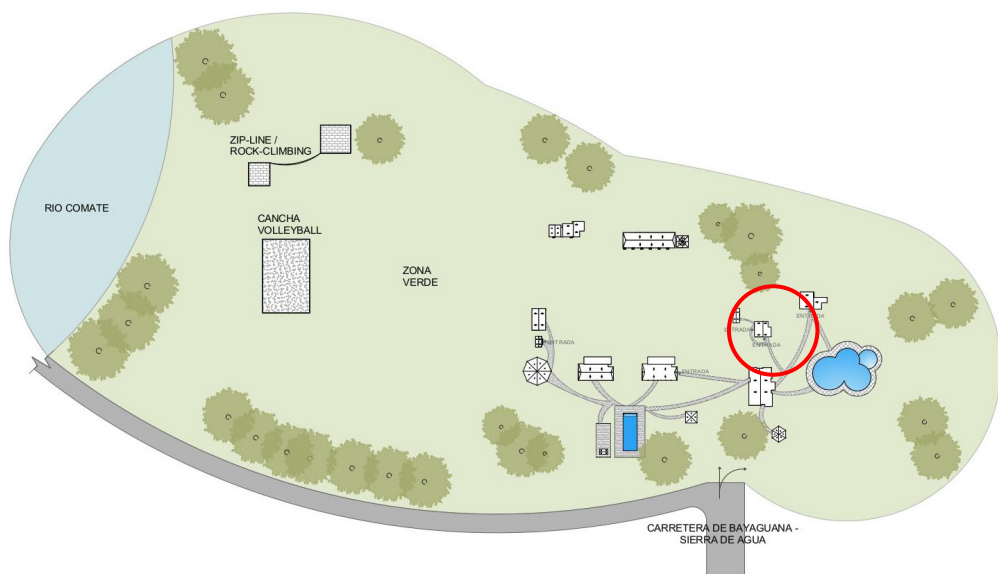 ZIP-LINE /
ROCK-CLIMBING
RIO COMATE
CANCHA
VOLLEYBALL
ZONA
VERDE
ENTRADA
ENTRADA
ENTRADA
ENTRADA
ENTRADA
CARRETERA DE BAYAGUANA -
SIERRA DE AGUA